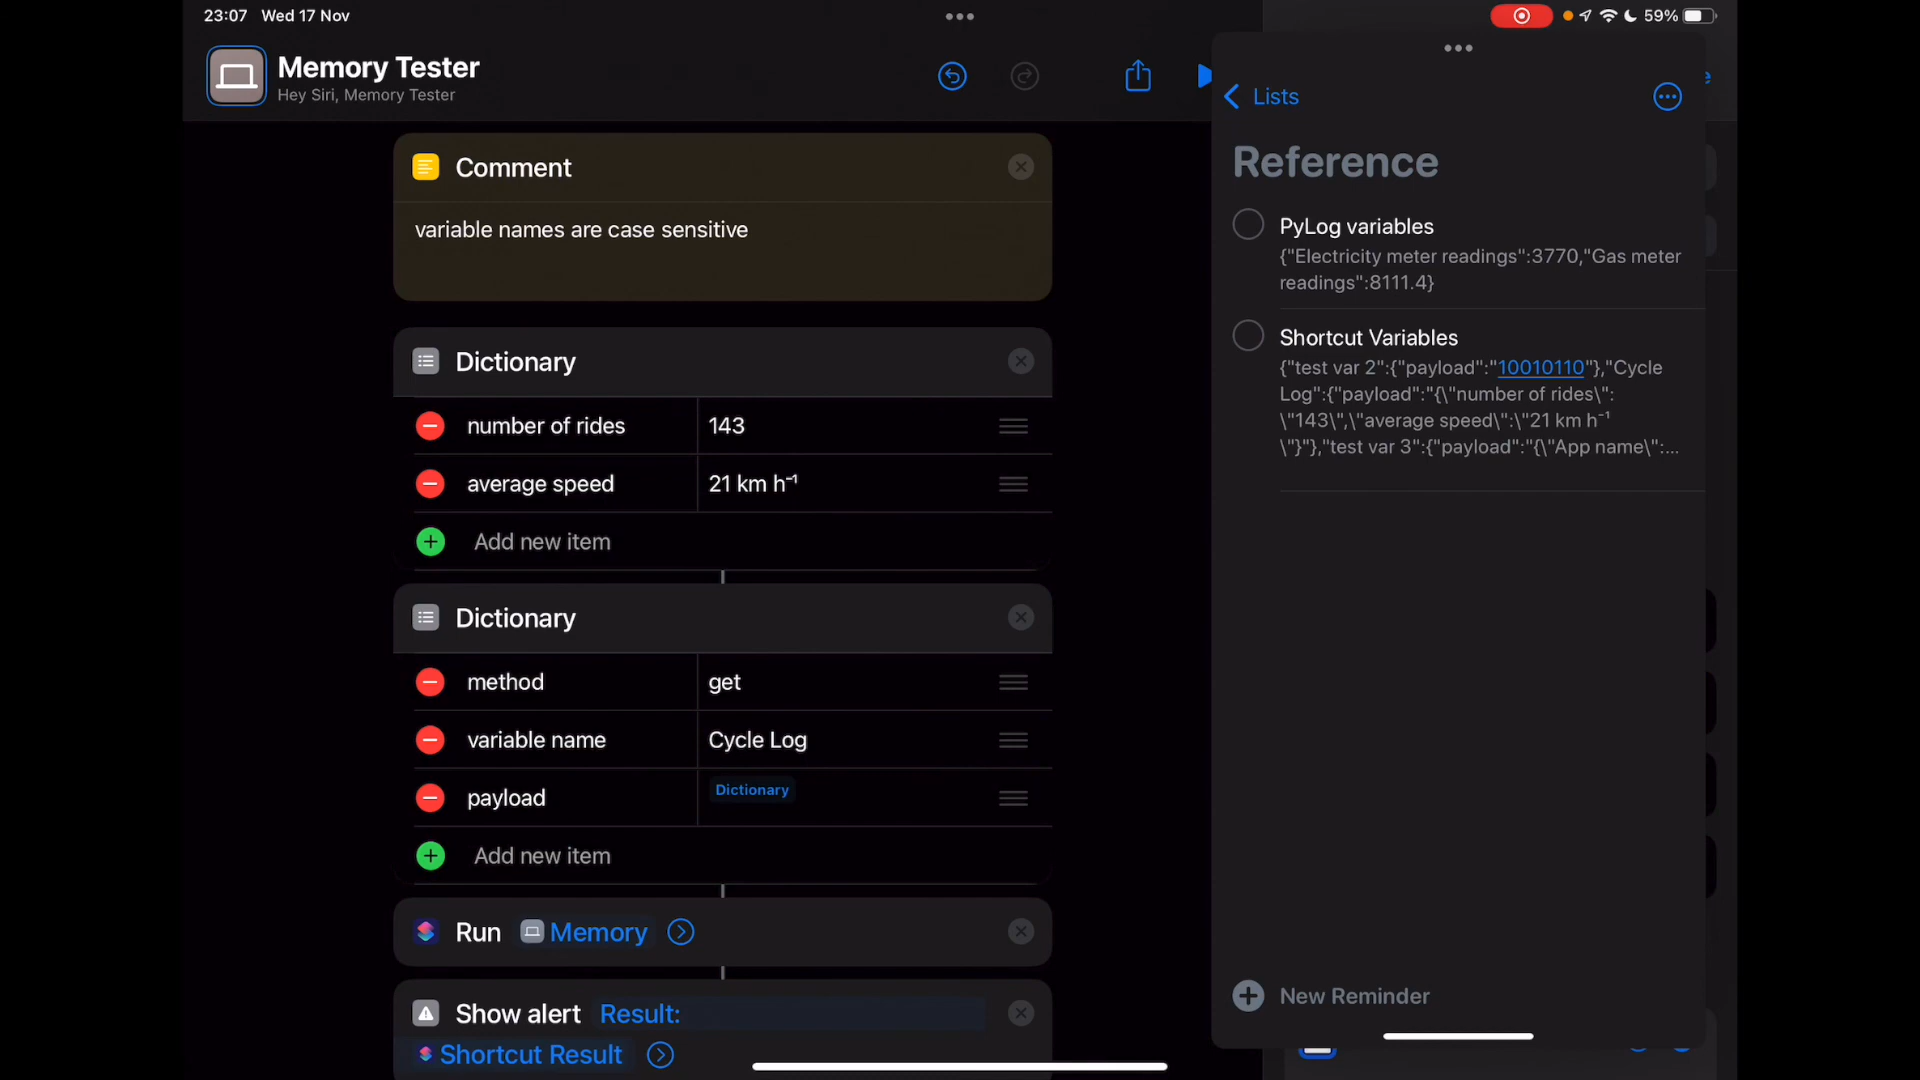 23:07 Wed 17 Nov
59%
Memory Tester
Hey Siri, Memory Tester
Comment
variable names are case sensitive
Dictionary
number of rides 143
average speed 21 km h⁻¹
Add new item
Dictionary
method get
variable name Cycle Log
payload Dictionary
Add new item
Run Memory
Show alert Result:
Shortcut Result
Lists
Reference
PyLog variables
{"Electricity meter readings":3770,"Gas meter
readings":8111.4}
Shortcut Variables
{"test var 2":{"payload":"10010110"},"Cycle
Log":{"payload":"{\"number of rides\":
\"143\",\"average speed\":\"21 km h⁻¹
\"}"},"test var 3":{"payload":"{\"App name\":...
New Reminder